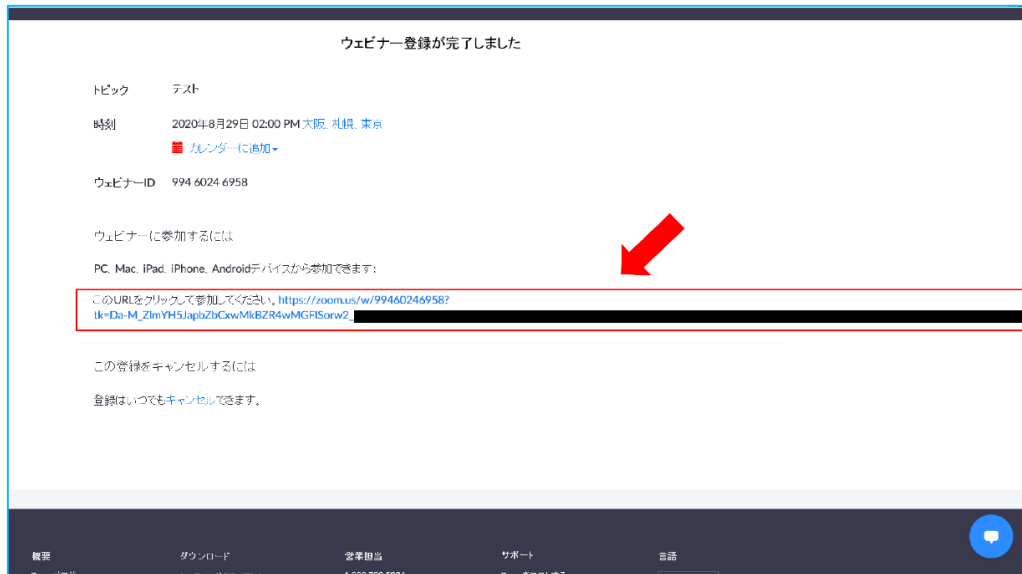 ウェビナー登録が完了しました
トピック テスト
時刻 2020年8月29日 02:00 PM 大阪、札幌、東京
カレンダーに追加
ウェビナーID 994 6024 6958
ウェビナーに参加するには
PC、Mac、iPad、iPhone、Androidデバイスから参加できます:
このURLをクリックして参加してください。https://zoom.us/w/99460246958?
tk=Da-M_ZlmYH5JapbZbCxwMkBZR4wMGFISorw2_
この登録をキャンセルするには
登録はいつでもキャンセルできます。
概要 ダウンロード 営業担当 サポート 言語